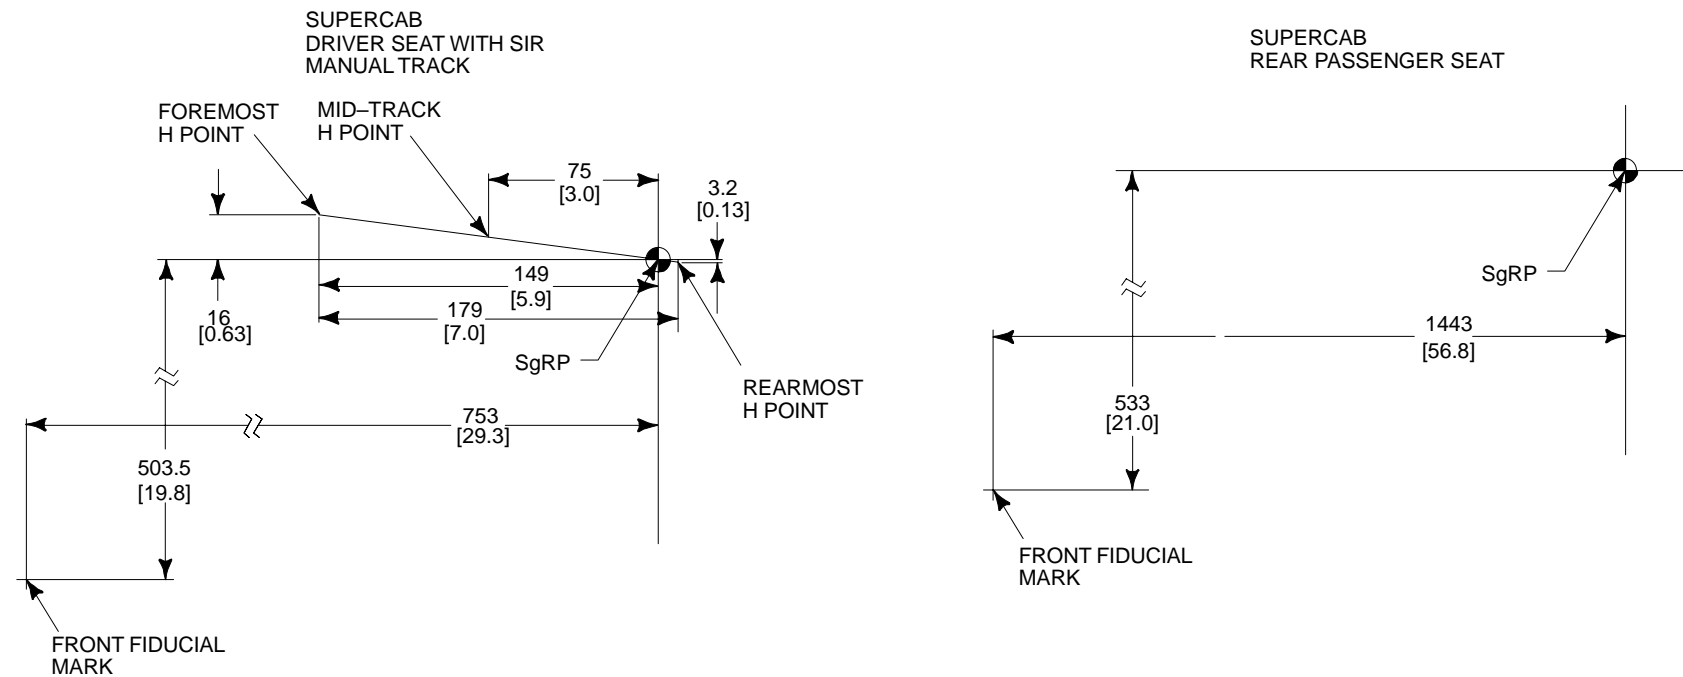 SUPERCAB
DRIVER SEAT WITH SIR
MANUAL TRACK
FOREMOST
H POINT
MID–TRACK
H POINT
75
[3.0]
3.2
[0.13]
149
[5.9]
16
[0.63]
179
[7.0]
SgRP
REARMOST
H POINT
753
[29.3]
503.5
[19.8]
FRONT FIDUCIAL
MARK
SUPERCAB
REAR PASSENGER SEAT
SgRP
1443
[56.8]
533
[21.0]
FRONT FIDUCIAL
MARK